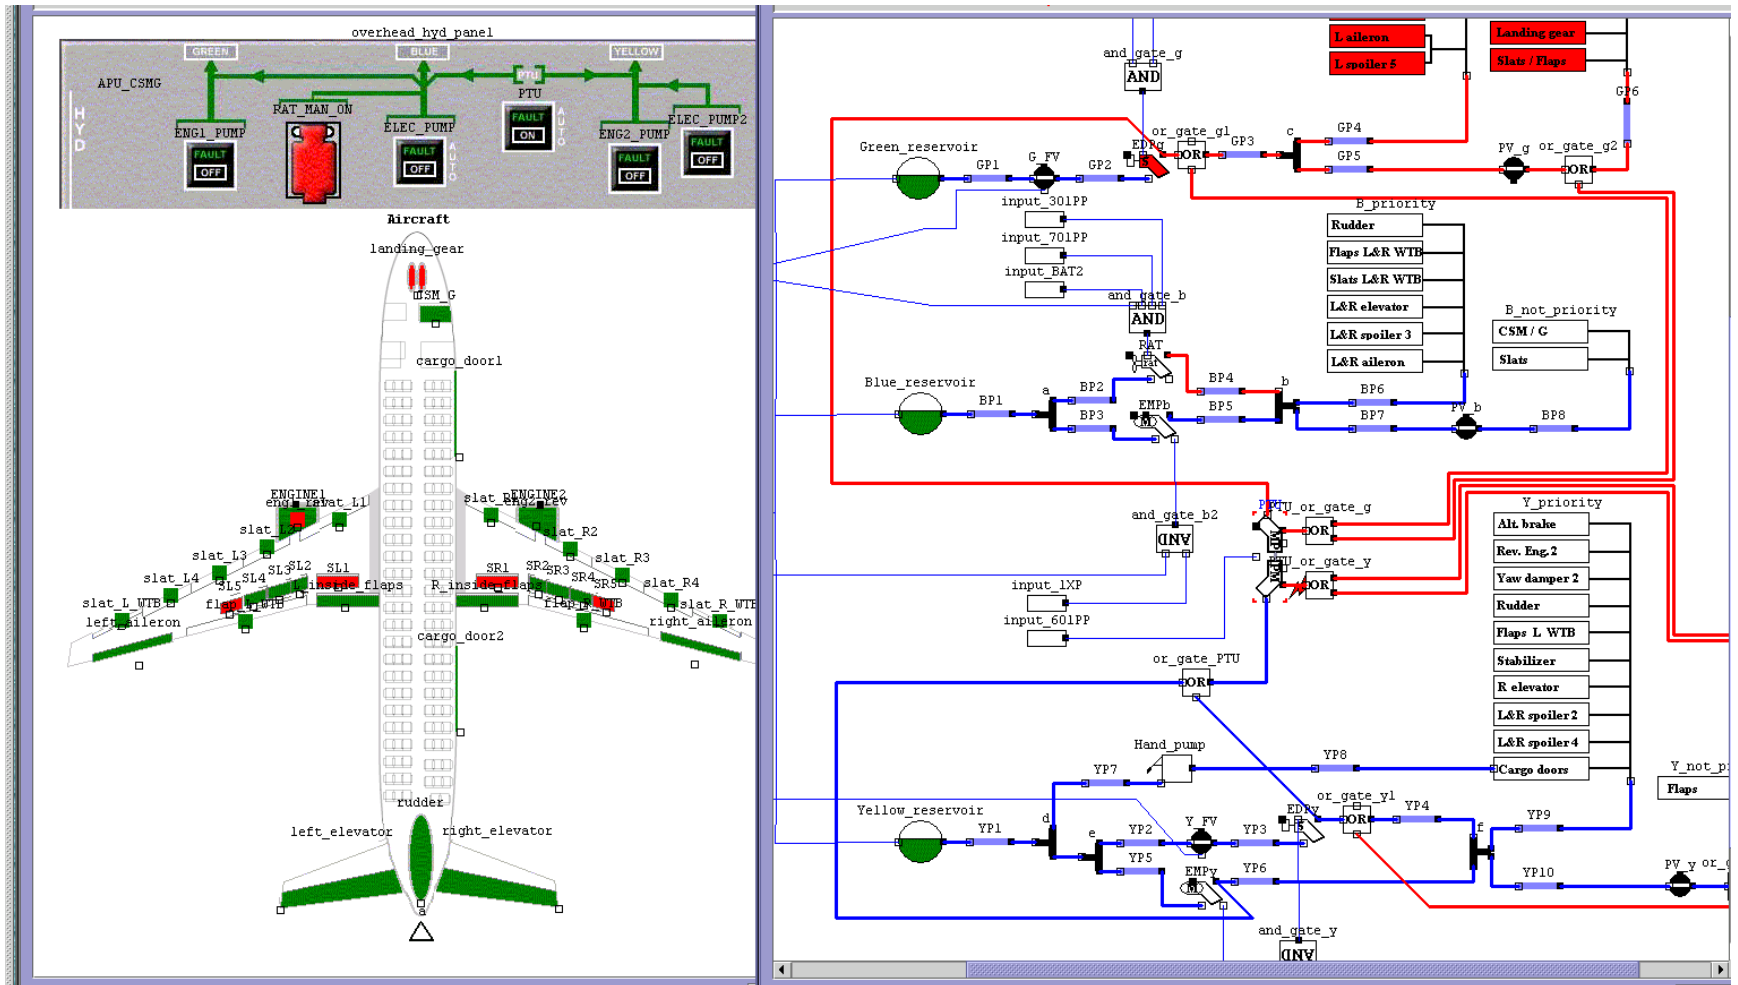 overhead_hyd_panel
GREEN
BLUE
YELLOW
APU_CSMG
PTU
PTU
RAT_MAN_ON
HYD
ENG1_PUMP
ELEC_PUMP
ENG2_PUMP
ELEC_PUMP2
FAULT
OFF
FAULT
OFF
AUTO
FAULT
ON
AUTO
FAULT
OFF
FAULT
OFF
Aircraft
landing_gear
CSM_G
cargo_door1
ENGINE1
ENGINE2
slat_L1
slat_R2
slat_L3
slat_R3
slat_L4
slat_R4
SL5
SL4
SL3
SL2
SL1
SR1
SR2
SR3
SR4
SR5
R_inside_flaps
slat_L_WTB
slat_R_WTB
left_aileron
right_aileron
cargo_door2
rudder
left_elevator
right_elevator
a
and_gate_g
AND
L aileron
L spoiler 5
Landing gear
Slats / Flaps
GP6
Green_reservoir
GP1
G_FV
GP2
EDPg
or_gate_g1
OR
GP3
c
GP4
GP5
PV_g
or_gate_g2
OR
input_301PP
input_701PP
input_BAT2
and_gate_b
AND
B_priority
Rudder
Flaps L&R WTB
Slats L&R WTB
L&R elevator
L&R spoiler 3
L&R aileron
B_not_priority
CSM / G
Slats
RAT
Blue_reservoir
BP1
a
BP2
BP3
EMPb
M
BP4
BP5
b
BP6
BP7
PV_b
BP8
and_gate_b2
AND
PTU_or_gate_g
OR
OR
input_1XP
input_601PP
or_gate_PTU
OR
Y_priority
Alt. brake
Rev. Eng. 2
Yaw damper 2
Rudder
Flaps L WTB
Stabilizer
R elevator
L&R spoiler 2
L&R spoiler 4
Cargo doors
Hand_pump
YP7
YP8
Flaps
Yellow_reservoir
YP1
d
e
YP2
Y_FV
YP3
YP5
EMPy
M
YP6
EDPy
or_gate_y1
OR
YP4
f
YP9
YP10
PV_y
and_gate_y
AND